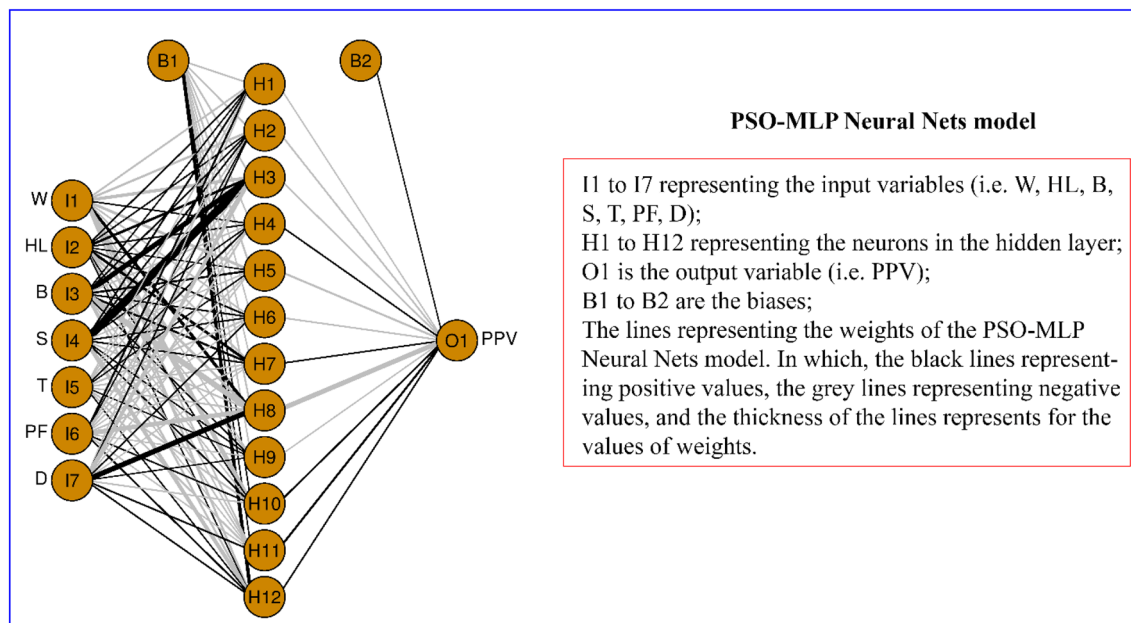 B1
B2
H1
H2
H3
H4
H5
H6
H7
H8
H9
H10
H11
H12
W I1
HL I2
B I3
S I4
T I5
PF I6
D I7
O1 PPV
PSO-MLP Neural Nets model
I1 to I7 representing the input variables (i.e. W, HL, B,
S, T, PF, D);
H1 to H12 representing the neurons in the hidden layer;
O1 is the output variable (i.e. PPV);
B1 to B2 are the biases;
The lines representing the weights of the PSO-MLP
Neural Nets model. In which, the black lines represent-
ing positive values, the grey lines representing negative
values, and the thickness of the lines represents for the
values of weights.